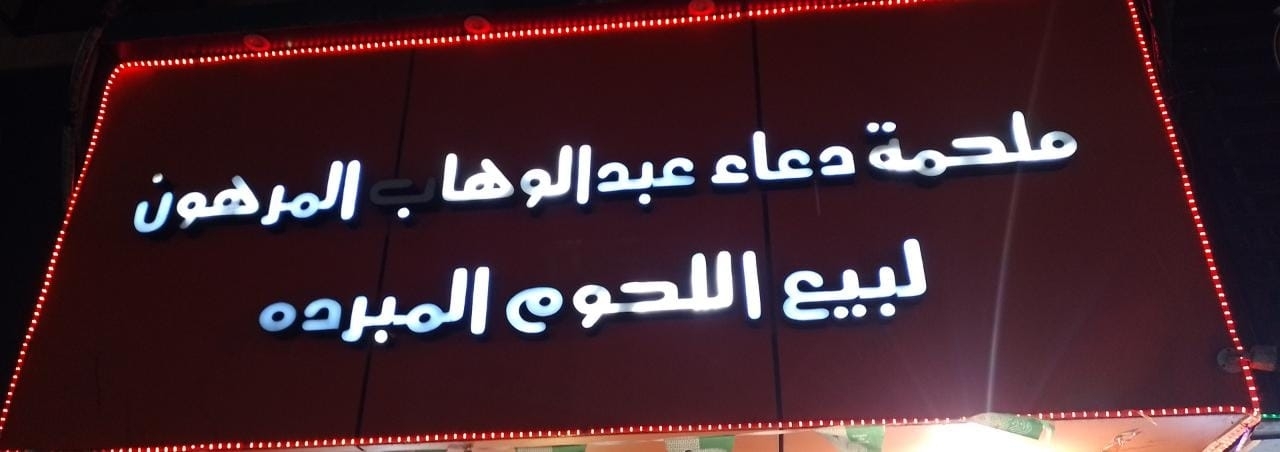 ملحمة دعاء عبدالوهاب المرهون
لبيع اللحوم المبرده